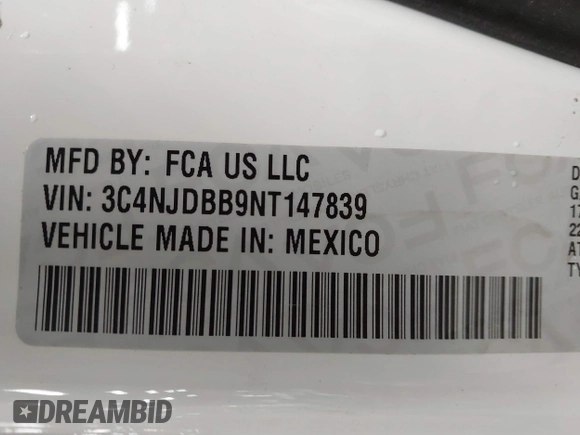 MFD BY: FCA US LLC
VIN: 3C4NJDBB9NT147839
VEHICLE MADE IN: MEXICO
DREAMBID